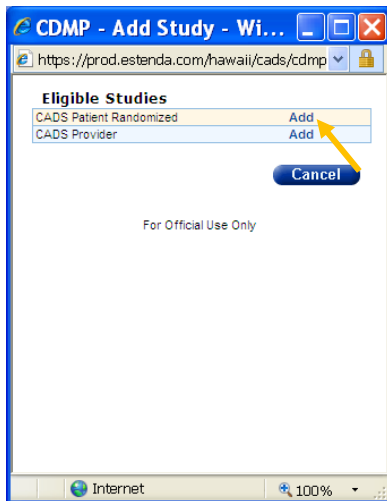 CDMP - Add Study - Wi...
https://prod.estenda.com/hawaii/cads/cdmp
Eligible Studies
CADS Patient Randomized Add
CADS Provider Add
Cancel
For Official Use Only
Internet 100%